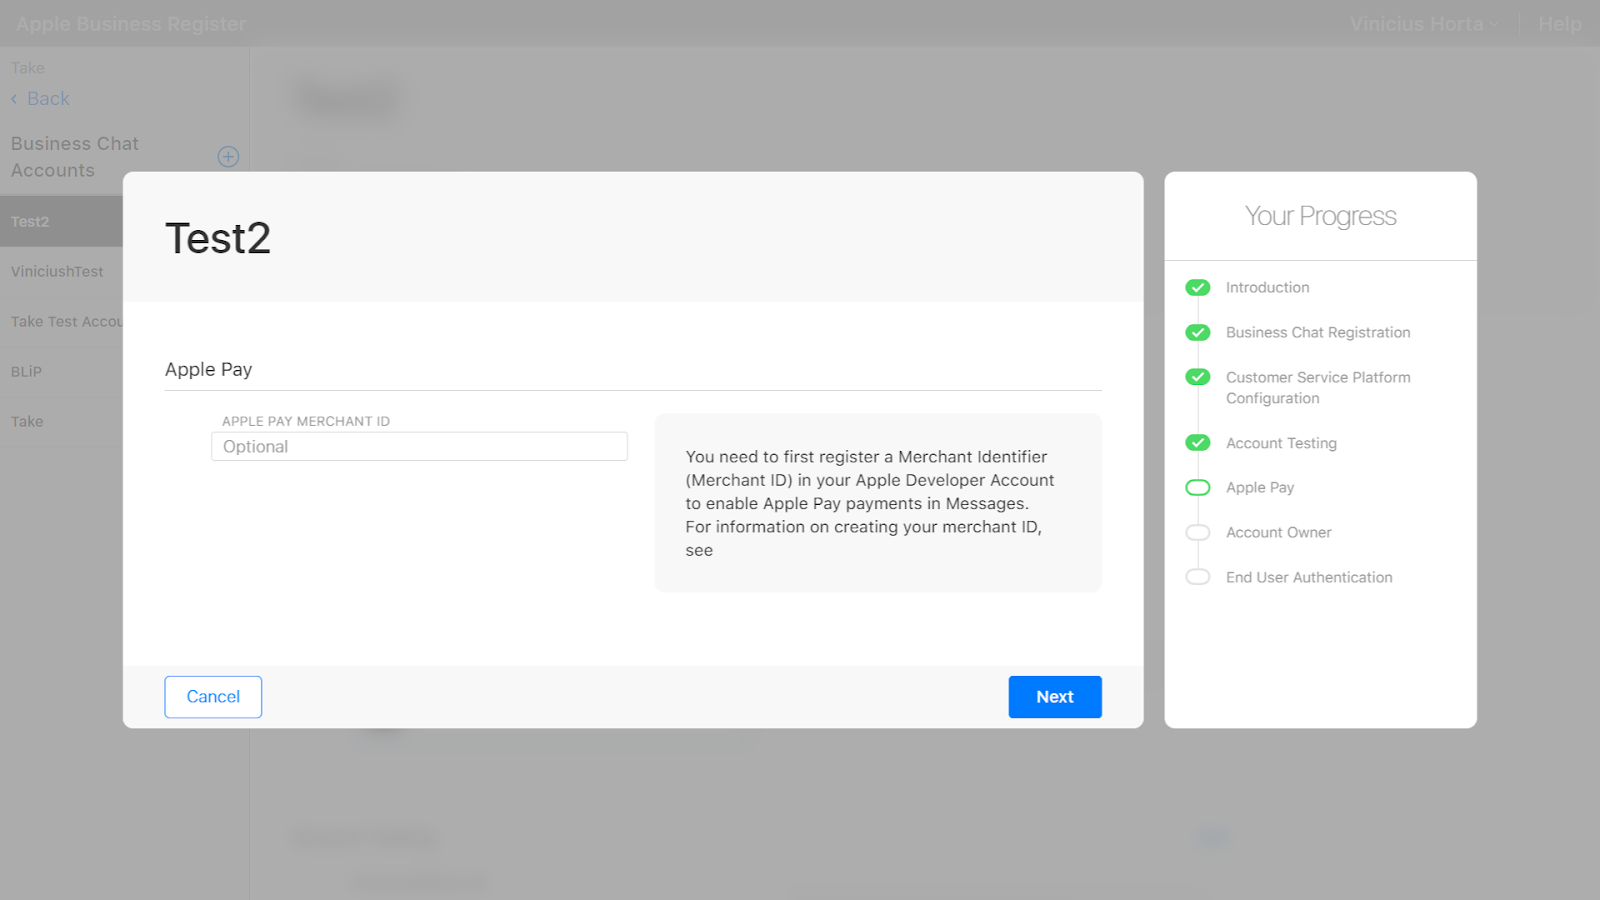 Apple Business Register
Vinicius Horta
Help
Take
Back
Business Chat
Accounts
Test2
ViniciushTest
Take Test Accou
BLiP
Take
Test2
Apple Pay
APPLE PAY MERCHANT ID
Optional
You need to first register a Merchant Identifier
(Merchant ID) in your Apple Developer Account
to enable Apple Pay payments in Messages.
For information on creating your merchant ID,
see
Cancel
Next
Your Progress
Introduction
Business Chat Registration
Customer Service Platform
Configuration
Account Testing
Apple Pay
Account Owner
End User Authentication